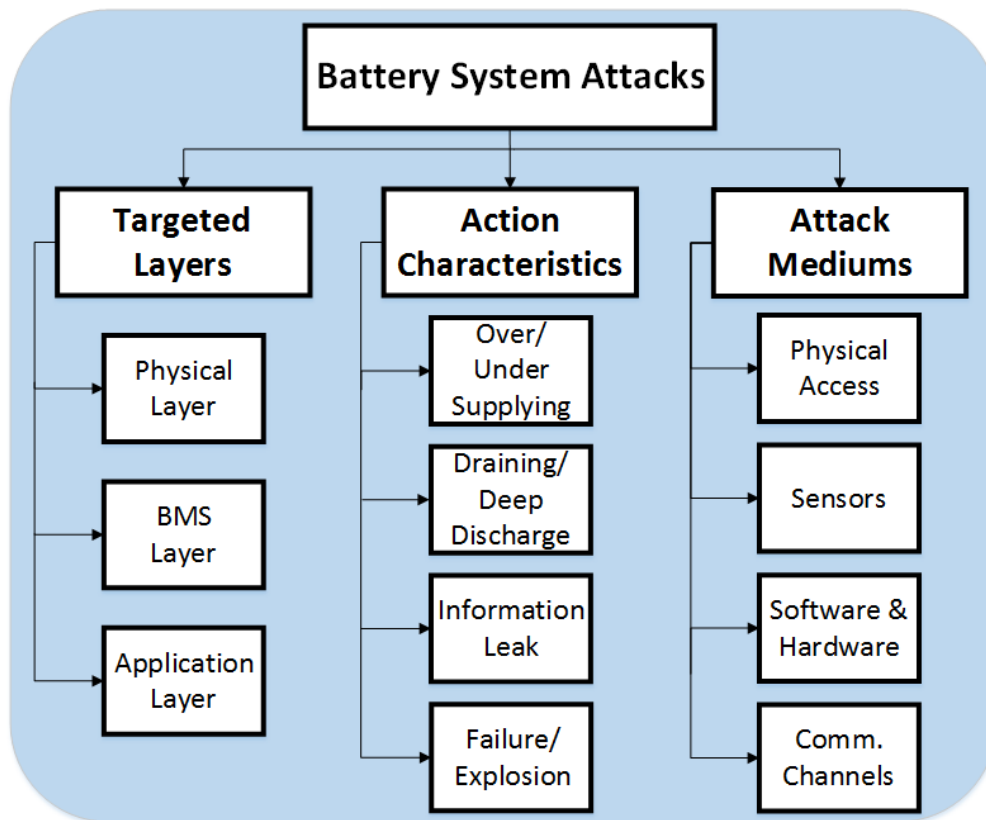 Battery System Attacks
Targeted
Layers
Physical
Layer
BMS
Layer
Application
Layer
Action
Characteristics
Over/
Under
Supplying
Draining/
Deep
Discharge
Information
Leak
Failure/
Explosion
Attack
Mediums
Physical
Access
Sensors
Software &
Hardware
Comm.
Channels